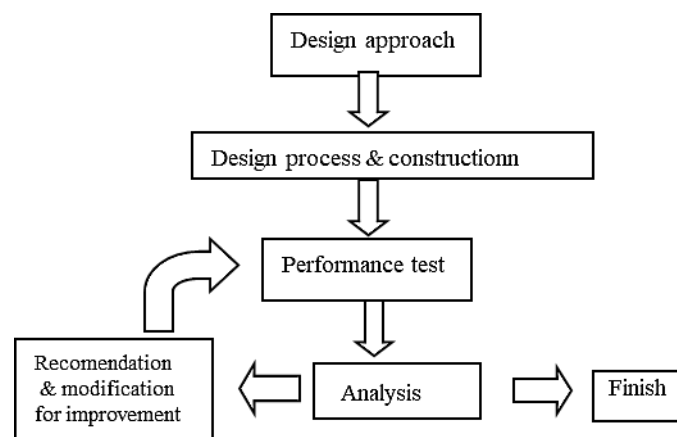 Design approach
Design process & constructionn
Performance test
Recomendation
& modification
for improvement
Analysis
Finish